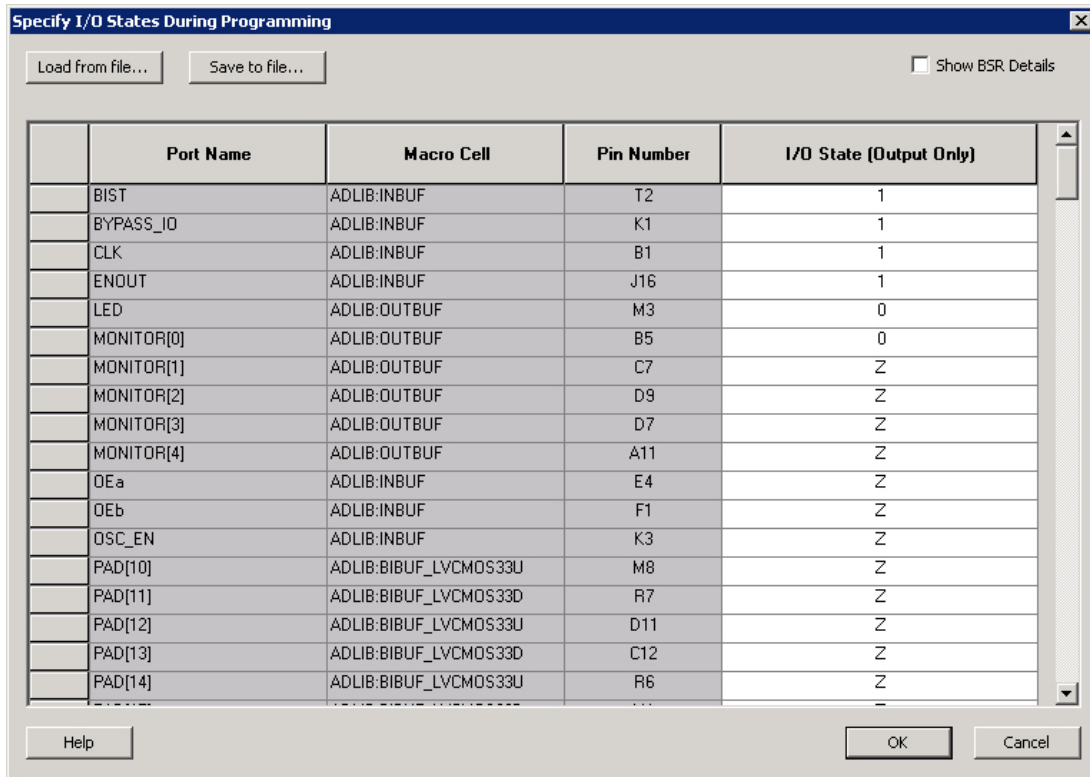 Specify I/O States During Programming
Load from file... Save to file... Show BSR Details
Port Name Macro Cell Pin Number I/O State (Output Only)
BIST ADLIB:INBUF T2 1
BYPASS_IO ADLIB:INBUF K1 1
CLK ADLIB:INBUF B1 1
ENOUT ADLIB:INBUF J16 1
LED ADLIB:OUTBUF M3 0
MONITOR[0] ADLIB:OUTBUF B5 0
MONITOR[1] ADLIB:OUTBUF C7 Z
MONITOR[2] ADLIB:OUTBUF D9 Z
MONITOR[3] ADLIB:OUTBUF D7 Z
MONITOR[4] ADLIB:OUTBUF A11 Z
OEa ADLIB:INBUF E4 Z
OEb ADLIB:INBUF F1 Z
OSC_EN ADLIB:INBUF K3 Z
PAD[10] ADLIB:BIBUF_LVCMOS33U M8 Z
PAD[11] ADLIB:BIBUF_LVCMOS33D R7 Z
PAD[12] ADLIB:BIBUF_LVCMOS33U D11 Z
PAD[13] ADLIB:BIBUF_LVCMOS33D C12 Z
PAD[14] ADLIB:BIBUF_LVCMOS33U R6 Z
Help OK Cancel